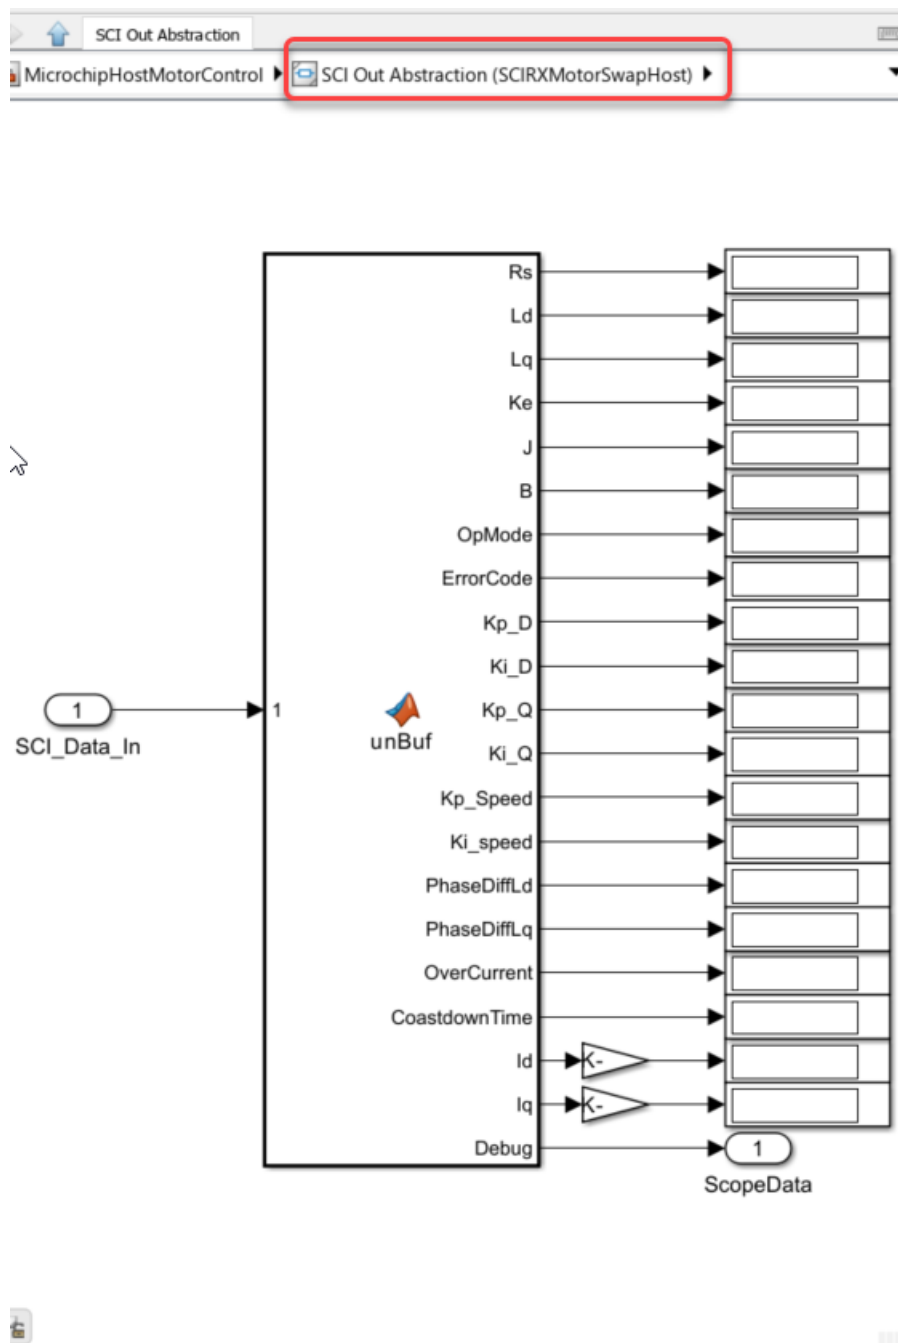 SCI Out Abstraction
MicrochipHostMotorControl SCI Out Abstraction (SCIRXMotorSwapHost)
Rs
Ld
Lq
Ke
J
B
OpMode
ErrorCode
Kp_D
Ki_D
1
SCI_Data_In
1
unBuf
Kp_Q
Ki_Q
Kp_Speed
Ki_speed
PhaseDiffLd
PhaseDiffLq
OverCurrent
CoastdownTime
Id
K-
Iq
K-
Debug
1
ScopeData